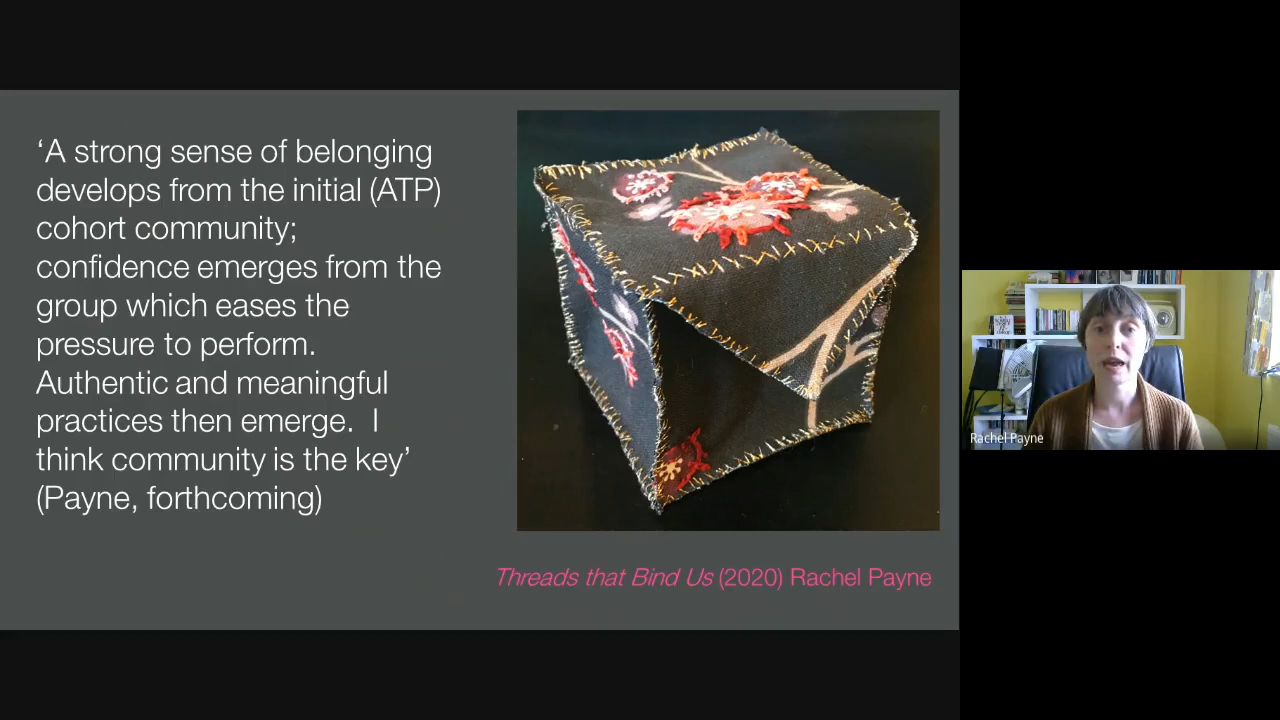 ‘A strong sense of belonging
develops from the initial (ATP)
cohort community;
confidence emerges from the
group which eases the
pressure to perform.
Authentic and meaningful
practices then emerge.  I
think community is the key’
(Payne, forthcoming)
Threads that Bind Us (2020) Rachel Payne
Rachel Payne